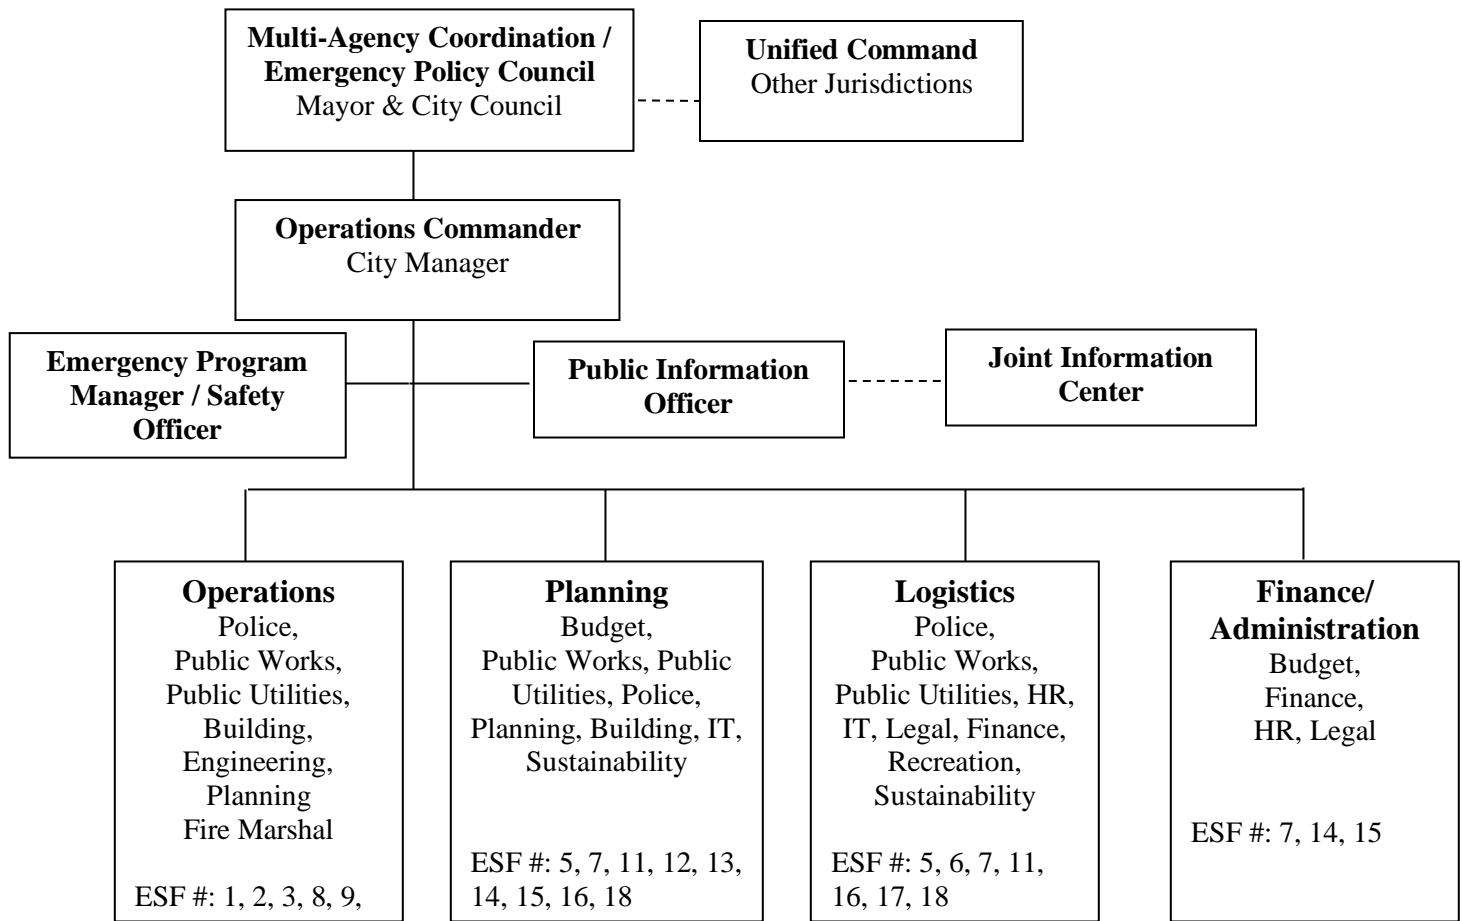 Multi-Agency Coordination /
Emergency Policy Council
Mayor & City Council
Unified Command
Other Jurisdictions
Operations Commander
City Manager
Emergency Program
Manager / Safety
Officer
Public Information
Officer
Joint Information
Center
Operations
Police,
Public Works,
Public Utilities,
Building,
Engineering,
Planning
Fire Marshal
ESF #: 1, 2, 3, 8, 9,
Planning
Budget,
Public Works, Public
Utilities, Police,
Planning, Building, IT,
Sustainability
ESF #: 5, 7, 11, 12, 13,
14, 15, 16, 18
Logistics
Police,
Public Works,
Public Utilities, HR,
IT, Legal, Finance,
Recreation,
Sustainability
ESF #: 5, 6, 7, 11,
16, 17, 18
Finance/
Administration
Budget,
Finance,
HR, Legal
ESF #: 7, 14, 15